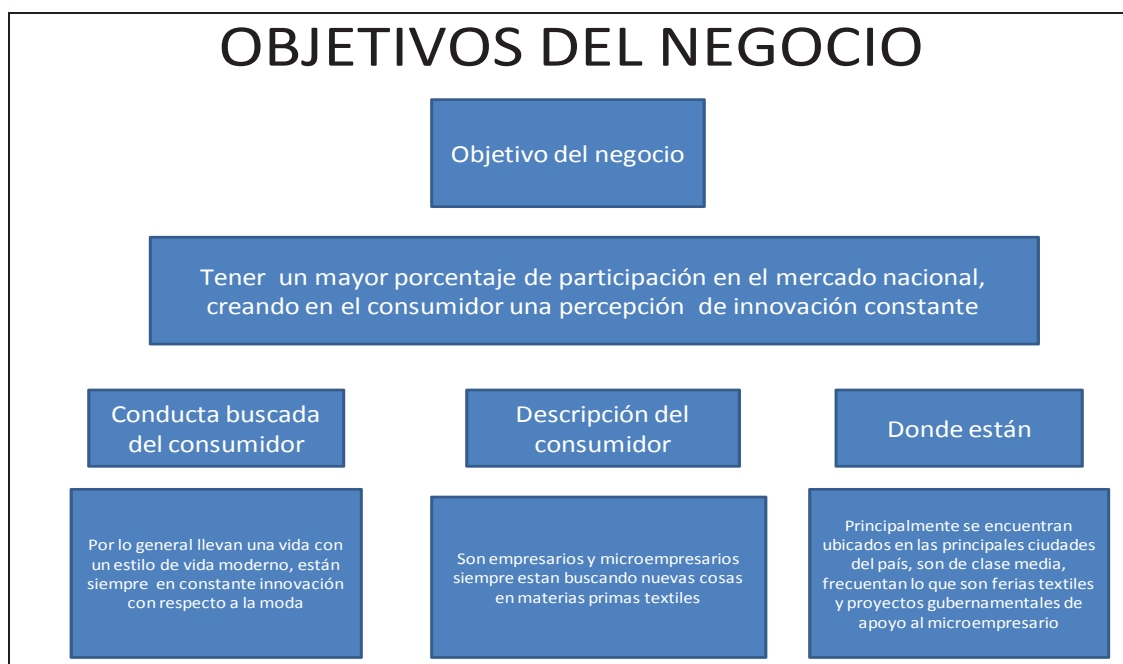 OBJETIVOS DEL NEGOCIO
Objetivo del negocio
Tener un mayor porcentaje de participación en el mercado nacional,
creando en el consumidor una percepción de innovación constante
Conducta buscada
del consumidor
Por lo general llevan una vida con
un estilo de vida moderno, están
siempre en constante innovación
con respecto a la moda
Descripción del
consumidor
Son empresarios y microempresarios
siempre estan buscando nuevas cosas
en materias primas textiles
Donde están
Principalmente se encuentran
ubicados en las principales ciudades
del país, son de clase media,
frecuentan lo que son ferias textiles
y proyectos gubernamentales de
apoyo al microempresario